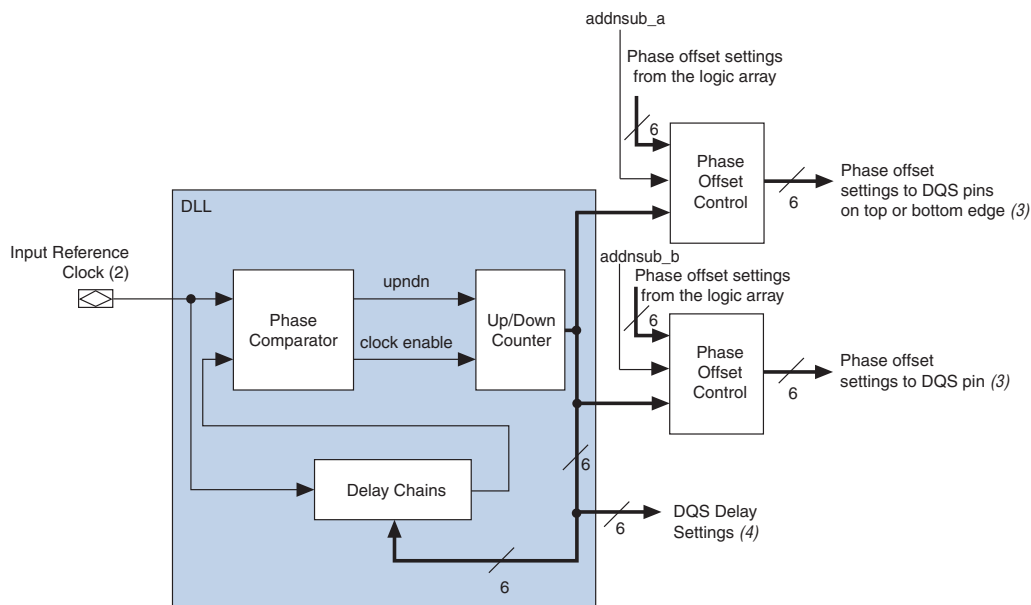 addnsub_a
Phase offset settings
from the logic array
6
Phase
Offset
Control
6
Phase offset
settings to DQS pins
on top or bottom edge (3)
DLL
Input Reference
Clock (2)
Phase
Comparator
upndn
clock enable
Up/Down
Counter
addnsub_b
Phase offset settings
from the logic array
6
Phase
Offset
Control
6
Phase offset
settings to DQS pin (3)
Delay Chains
6
6
6
DQS Delay
Settings (4)